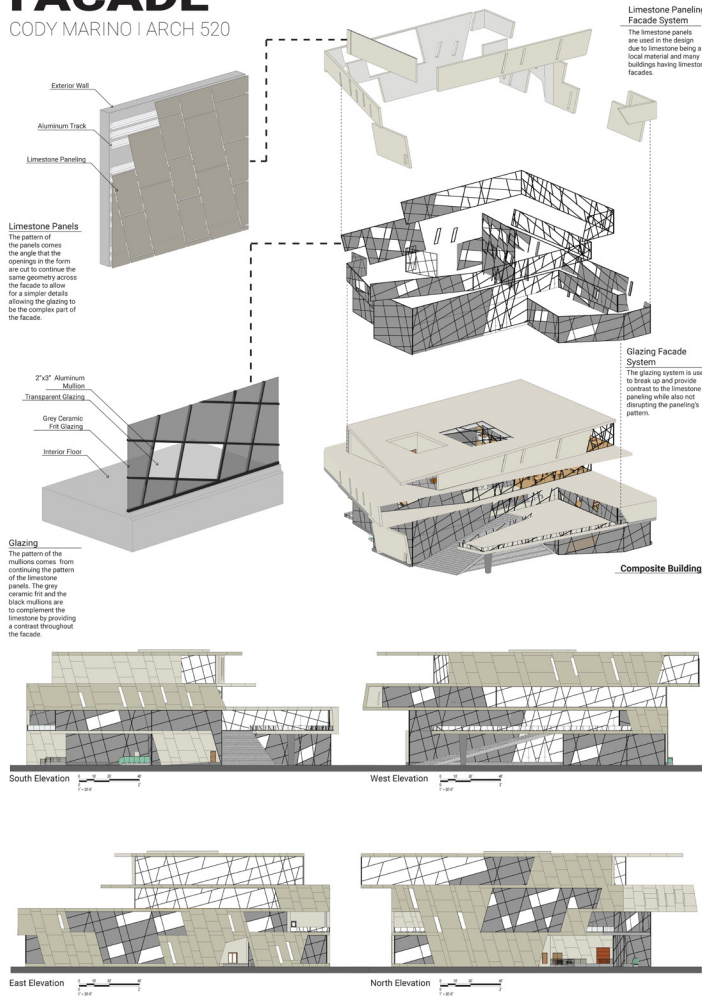 FACADE
CODY MARINO I ARCH 520
Limestone Paneling
Facade System
The limestone panels
are used in the design
due to limestone being a
local material and many
buildings having limeston
facades.
Exterior Wall
Aluminum Track
Limestone Paneling
Limestone Panels
The pattern of
the panels comes
the angle that the
openings in the form
are cut to continue the
same geometry across
the facade to allow
for a simpler details
allowing the glazing to
be the complex part of
the facade.
Glazing Facade
System
The glazing system is use
to break up and provide
contrast to the limestone
paneling while also not
disrupting the paneling's
pattern.
2"x3" Aluminum
Mullion
Transparent Glazing
Grey Ceramic
Frit Glazing
Interior Floor
Glazing
The pattern of the
mullions comes from
continuing the pattern
of the limestone
panels. The grey
ceramic frit and the
black mullions are
to complement the
limestone by providing
a contrast throughout
the facade.
Composite Building
South Elevation
West Elevation
East Elevation
North Elevation